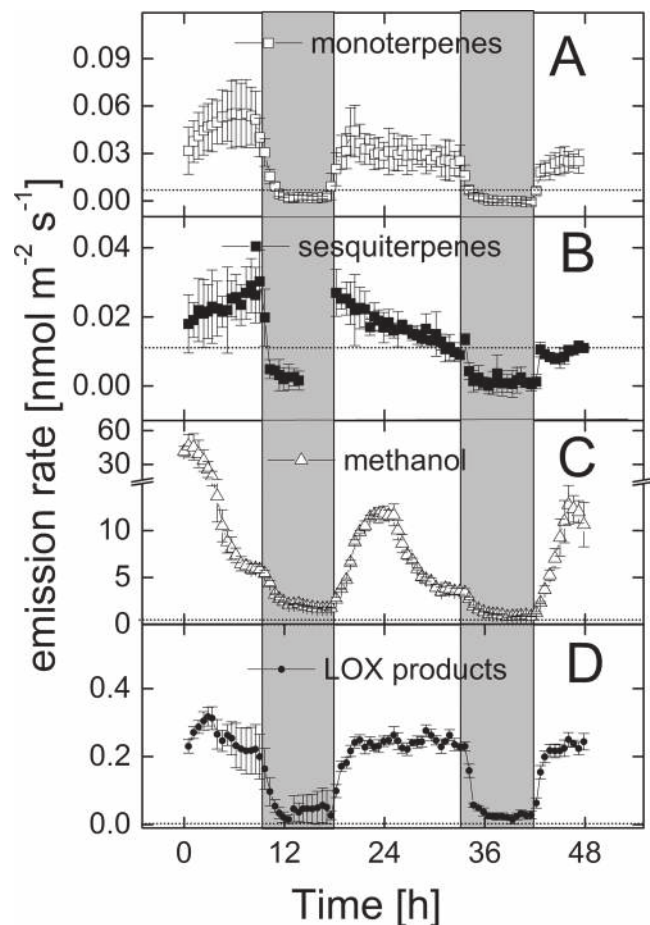 emission rate [nmol m⁻² s⁻¹]
monoterpenes
A
0.09
0.06
0.03
0.00
sesquiterpenes
B
0.04
0.02
0.00
methanol
C
60
30
10
5
0
LOX products
D
0.4
0.2
0.0
0 12 24 36 48
Time [h]